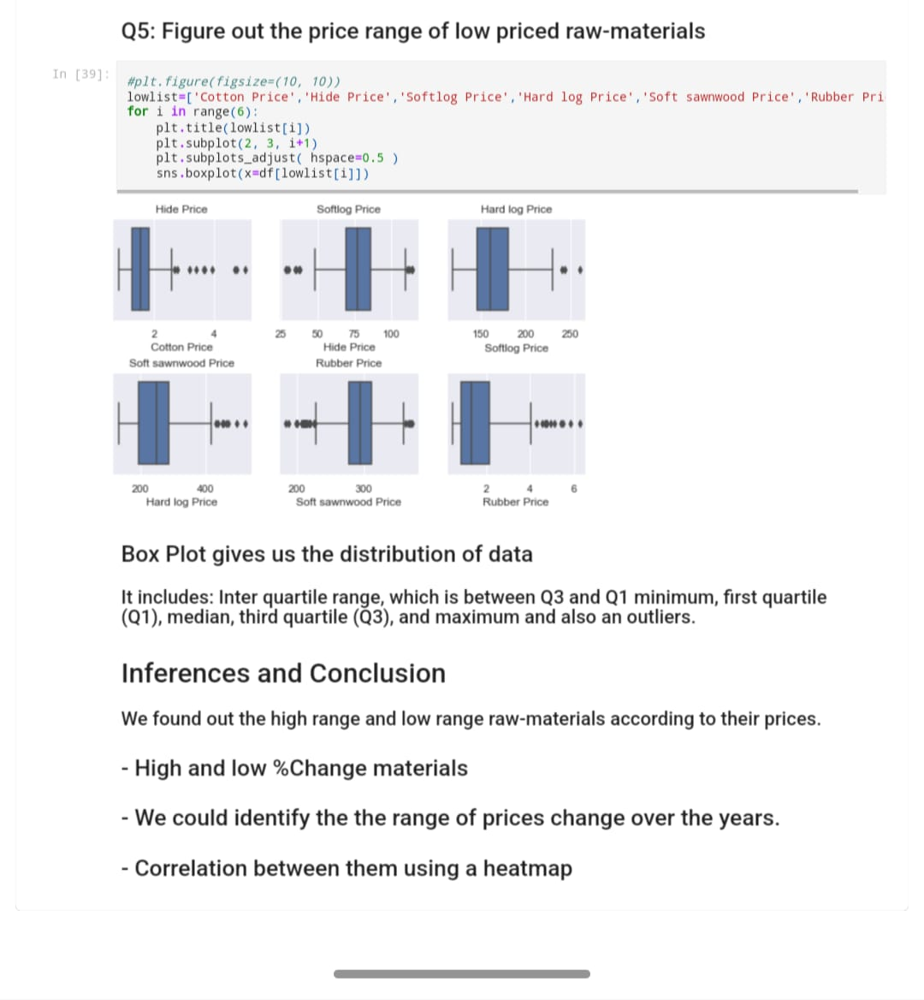 Q5: Figure out the price range of low priced raw-materials
In [39]:
#plt.figure(figsize=(10, 10))
lowlist=['Cotton Price','Hide Price','Softlog Price','Hard log Price','Soft sawnwood Price','Rubber Pri
for i in range(6):
    plt.title(lowlist[i])
    plt.subplot(2, 3, i+1)
    plt.subplots_adjust( hspace=0.5 )
    sns.boxplot(x=df[lowlist[i]])
Hide Price Softlog Price Hard log Price
2 4 25 50 75 100 150 200 250
Cotton Price Hide Price Softlog Price
Soft sawnwood Price Rubber Price
200 400 200 300 2 4 6
Hard log Price Soft sawnwood Price Rubber Price
Box Plot gives us the distribution of data
It includes: Inter quartile range, which is between Q3 and Q1 minimum, first quartile
(Q1), median, third quartile (Q3), and maximum and also an outliers.
Inferences and Conclusion
We found out the high range and low range raw-materials according to their prices.
- High and low %Change materials
- We could identify the the range of prices change over the years.
- Correlation between them using a heatmap